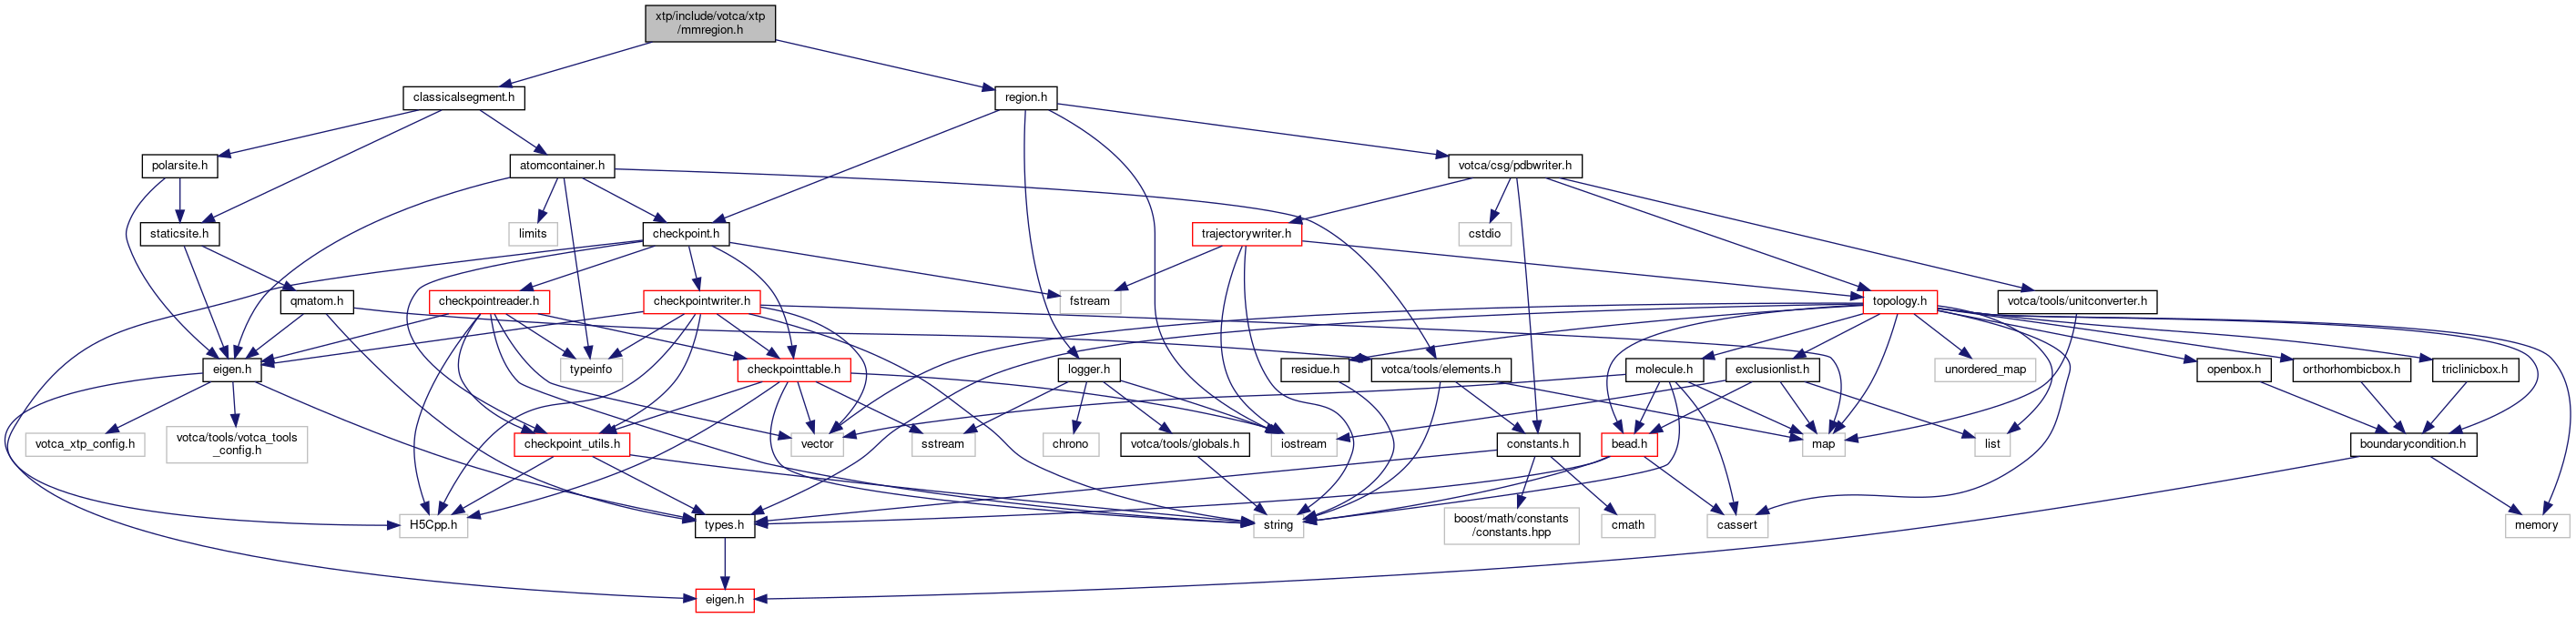 xtp/include/votca/xtp
/mmregion.h
classicalsegment.h
region.h
polarsite.h
atomcontainer.h
votca/csg/pdbwriter.h
staticsite.h
limits
checkpoint.h
trajectorywriter.h
cstdio
qmatom.h
checkpointreader.h
checkpointwriter.h
fstream
topology.h
votca/tools/unitconverter.h
eigen.h
typeinfo
checkpointtable.h
logger.h
residue.h
votca/tools/elements.h
molecule.h
exclusionlist.h
unordered_map
openbox.h
orthorhombicbox.h
triclinicbox.h
votca_xtp_config.h
votca/tools/votca_tools
_config.h
checkpoint_utils.h
vector
sstream
chrono
votca/tools/globals.h
iostream
constants.h
bead.h
map
list
boundarycondition.h
H5Cpp.h
types.h
string
boost/math/constants
/constants.hpp
cmath
cassert
memory
eigen.h